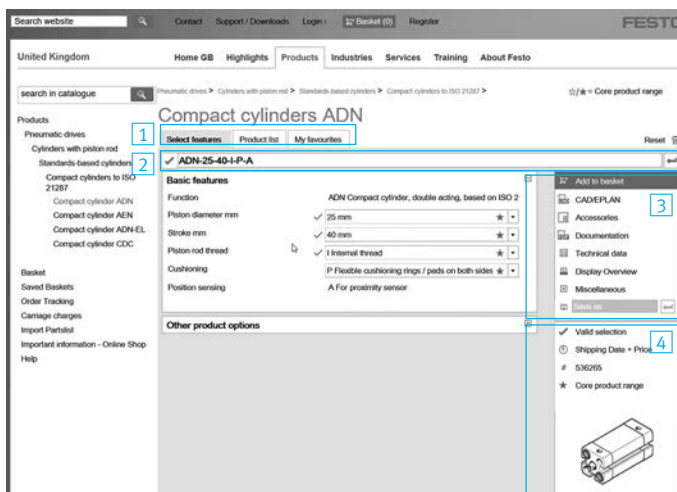 Search website
Contact Support / Downloads Login Basket (0) Register
FESTO
United Kingdom
Home GB Highlights Products Industries Services Training About Festo
search in catalogue
Pneumatic drives > Cylinders with piston rod > Standards-based cylinders > Compact cylinders to ISO 21287 >
☆/★ = Core product range
Compact cylinders ADN
1
Select features Product list My favourites
Reset
2
ADN-25-40-I-P-A
Products
Pneumatic drives
Cylinders with piston rod
Standards-based cylinders
Compact cylinders to ISO
21287
Compact cylinder ADN
Compact cylinder AEN
Compact cylinder ADN-EL
Compact cylinder CDC
Basket
Saved Baskets
Order Tracking
Carriage charges
Import Partslist
Important information - Online Shop
Help
Basic features
Function ADN Compact cylinder, double acting, based on ISO 2
Piston diameter mm 25 mm
Stroke mm 40 mm
Piston rod thread I Internal thread
Cushioning P Flexible cushioning rings / pads on both sides
Position sensing A For proximity sensor
Other product options
3
Add to basket
CAD/EPLAN
Accessories
Documentation
Technical data
Display Overview
Miscellaneous
Save as
4
Valid selection
Shipping Date + Price
# 536265
Core product range